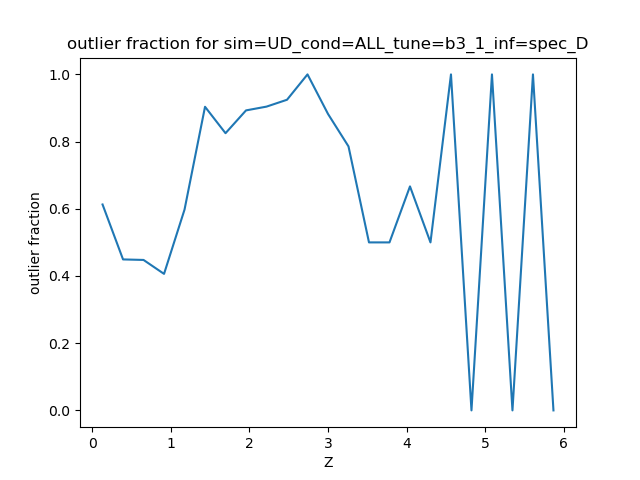 outlier fraction for sim=UD_cond=ALL_tune=b3_1_inf=spec_D
1.0
0.8
0.6
0.4
0.2
0.0
outlier fraction
0 1 2 3 4 5 6
Z